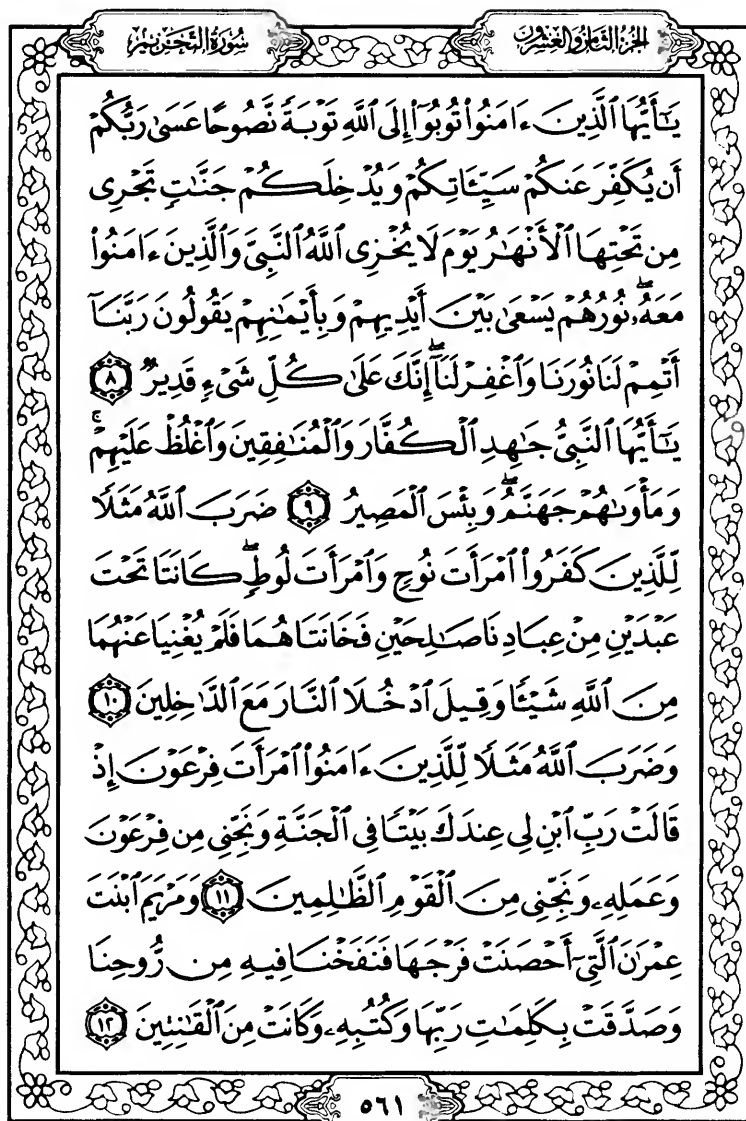 سُورَةُ التَّحْرِيمِ
الجُزْءُ الثَّامِنُ وَالعِشْرُونَ
يَـٰٓأَيُّهَا ٱلَّذِينَ ءَامَنُوا۟ تُوبُوٓا۟ إِلَى ٱللَّهِ تَوْبَةً نَّصُوحًا عَسَىٰ رَبُّكُمْ
أَن يُكَفِّرَ عَنكُمْ سَيِّـَٔاتِكُمْ وَيُدْخِلَكُمْ جَنَّـٰتٍ تَجْرِى
مِن تَحْتِهَا ٱلْأَنْهَـٰرُ يَوْمَ لَا يُخْزِى ٱللَّهُ ٱلنَّبِىَّ وَٱلَّذِينَ ءَامَنُوا۟
مَعَهُۥۖ نُورُهُمْ يَسْعَىٰ بَيْنَ أَيْدِيهِمْ وَبِأَيْمَـٰنِهِمْ يَقُولُونَ رَبَّنَآ
أَتْمِمْ لَنَا نُورَنَا وَٱغْفِرْ لَنَآۖ إِنَّكَ عَلَىٰ كُلِّ شَىْءٍ قَدِيرٌ ٨
يَـٰٓأَيُّهَا ٱلنَّبِىُّ جَـٰهِدِ ٱلْكُفَّارَ وَٱلْمُنَـٰفِقِينَ وَٱغْلُظْ عَلَيْهِمْۚ
وَمَأْوَىٰهُمْ جَهَنَّمُۖ وَبِئْسَ ٱلْمَصِيرُ ٩ ضَرَبَ ٱللَّهُ مَثَلًا
لِّلَّذِينَ كَفَرُوا۟ ٱمْرَأَتَ نُوحٍ وَٱمْرَأَتَ لُوطٍۖ كَانَتَا تَحْتَ
عَبْدَيْنِ مِنْ عِبَادِنَا صَـٰلِحَيْنِ فَخَانَتَاهُمَا فَلَمْ يُغْنِيَا عَنْهُمَا
مِنَ ٱللَّهِ شَيْـًٔا وَقِيلَ ٱدْخُلَا ٱلنَّارَ مَعَ ٱلدَّٰخِلِينَ ١٠
وَضَرَبَ ٱللَّهُ مَثَلًا لِّلَّذِينَ ءَامَنُوا۟ ٱمْرَأَتَ فِرْعَوْنَ إِذْ
قَالَتْ رَبِّ ٱبْنِ لِى عِندَكَ بَيْتًا فِى ٱلْجَنَّةِ وَنَجِّنِى مِن فِرْعَوْنَ
وَعَمَلِهِۦ وَنَجِّنِى مِنَ ٱلْقَوْمِ ٱلظَّـٰلِمِينَ ١١ وَمَرْيَمَ ٱبْنَتَ
عِمْرَٰنَ ٱلَّتِىٓ أَحْصَنَتْ فَرْجَهَا فَنَفَخْنَا فِيهِ مِن رُّوحِنَا
وَصَدَّقَتْ بِكَلِمَـٰتِ رَبِّهَا وَكُتُبِهِۦ وَكَانَتْ مِنَ ٱلْقَـٰنِتِينَ ١٢
٥٦١